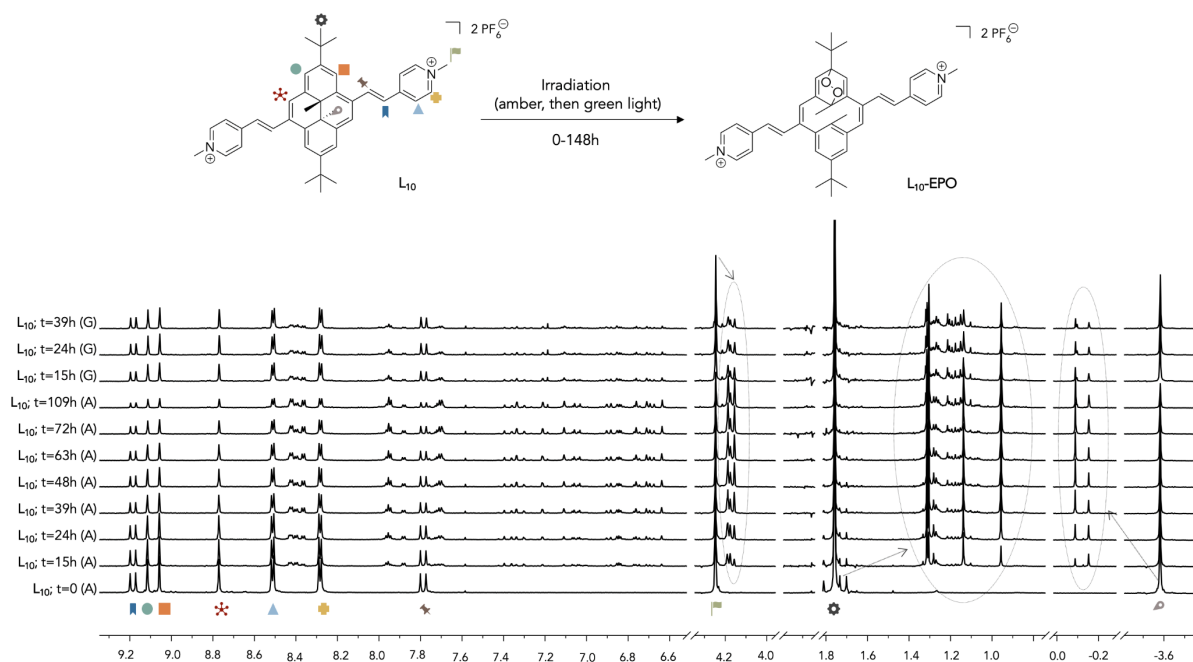 2 PF6⊖
N
⊕
N
⊕
L10
Irradiation
(amber, then green light)
0-148h
2 PF6⊖
O
O
N
⊕
N
⊕
L10-EPO
L10; t=39h (G)
L10; t=24h (G)
L10; t=15h (G)
L10; t=109h (A)
L10; t=72h (A)
L10; t=63h (A)
L10; t=48h (A)
L10; t=39h (A)
L10; t=24h (A)
L10; t=15h (A)
L10; t=0 (A)
9.2 9.0 8.8 8.6 8.4 8.2 8.0 7.8 7.6 7.4 7.2 7.0 6.8 6.6 4.2 4.0 1.8 1.6 1.4 1.2 1.0 0.0 -0.2 -3.6